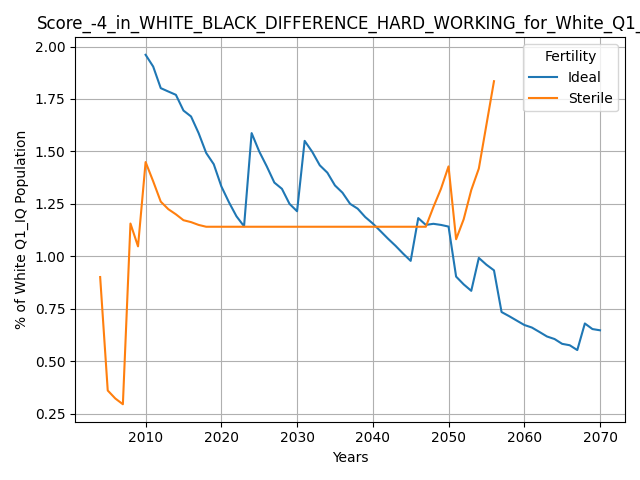 Score_-4_in_WHITE_BLACK_DIFFERENCE_HARD_WORKING_for_White_Q1_
2.00
1.75
1.50
1.25
1.00
0.75
0.50
0.25
% of White Q1_IQ Population
Fertility
Ideal
Sterile
2010 2020 2030 2040 2050 2060 2070
Years